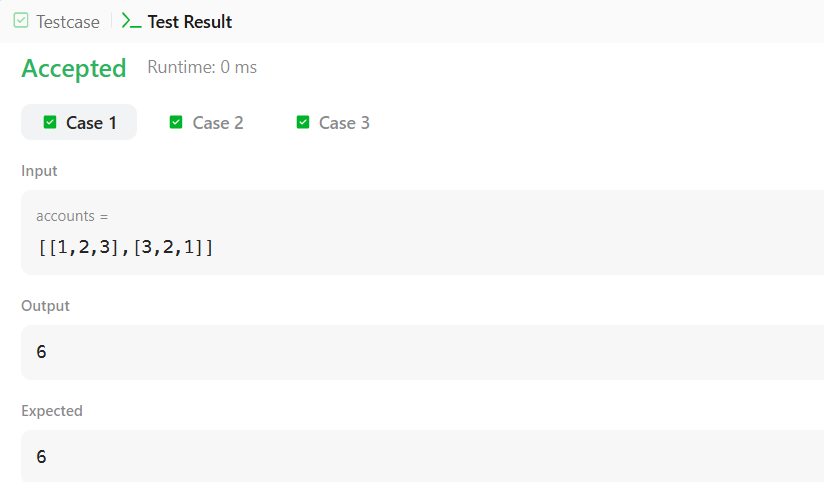 Testcase Test Result
Accepted Runtime: 0 ms
Case 1 Case 2 Case 3
Input
accounts =
[[1,2,3],[3,2,1]]
Output
6
Expected
6